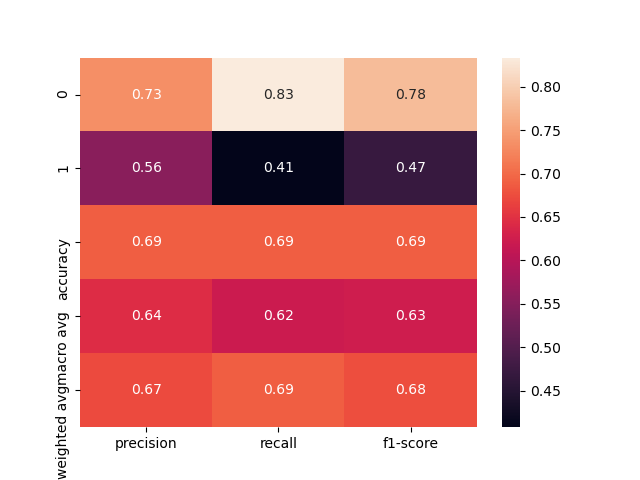 0 0.73 0.83 0.78
1 0.56 0.41 0.47
accuracy 0.69 0.69 0.69
macro avg 0.64 0.62 0.63
weighted avg 0.67 0.69 0.68
precision recall f1-score
0.80
0.75
0.70
0.65
0.60
0.55
0.50
0.45